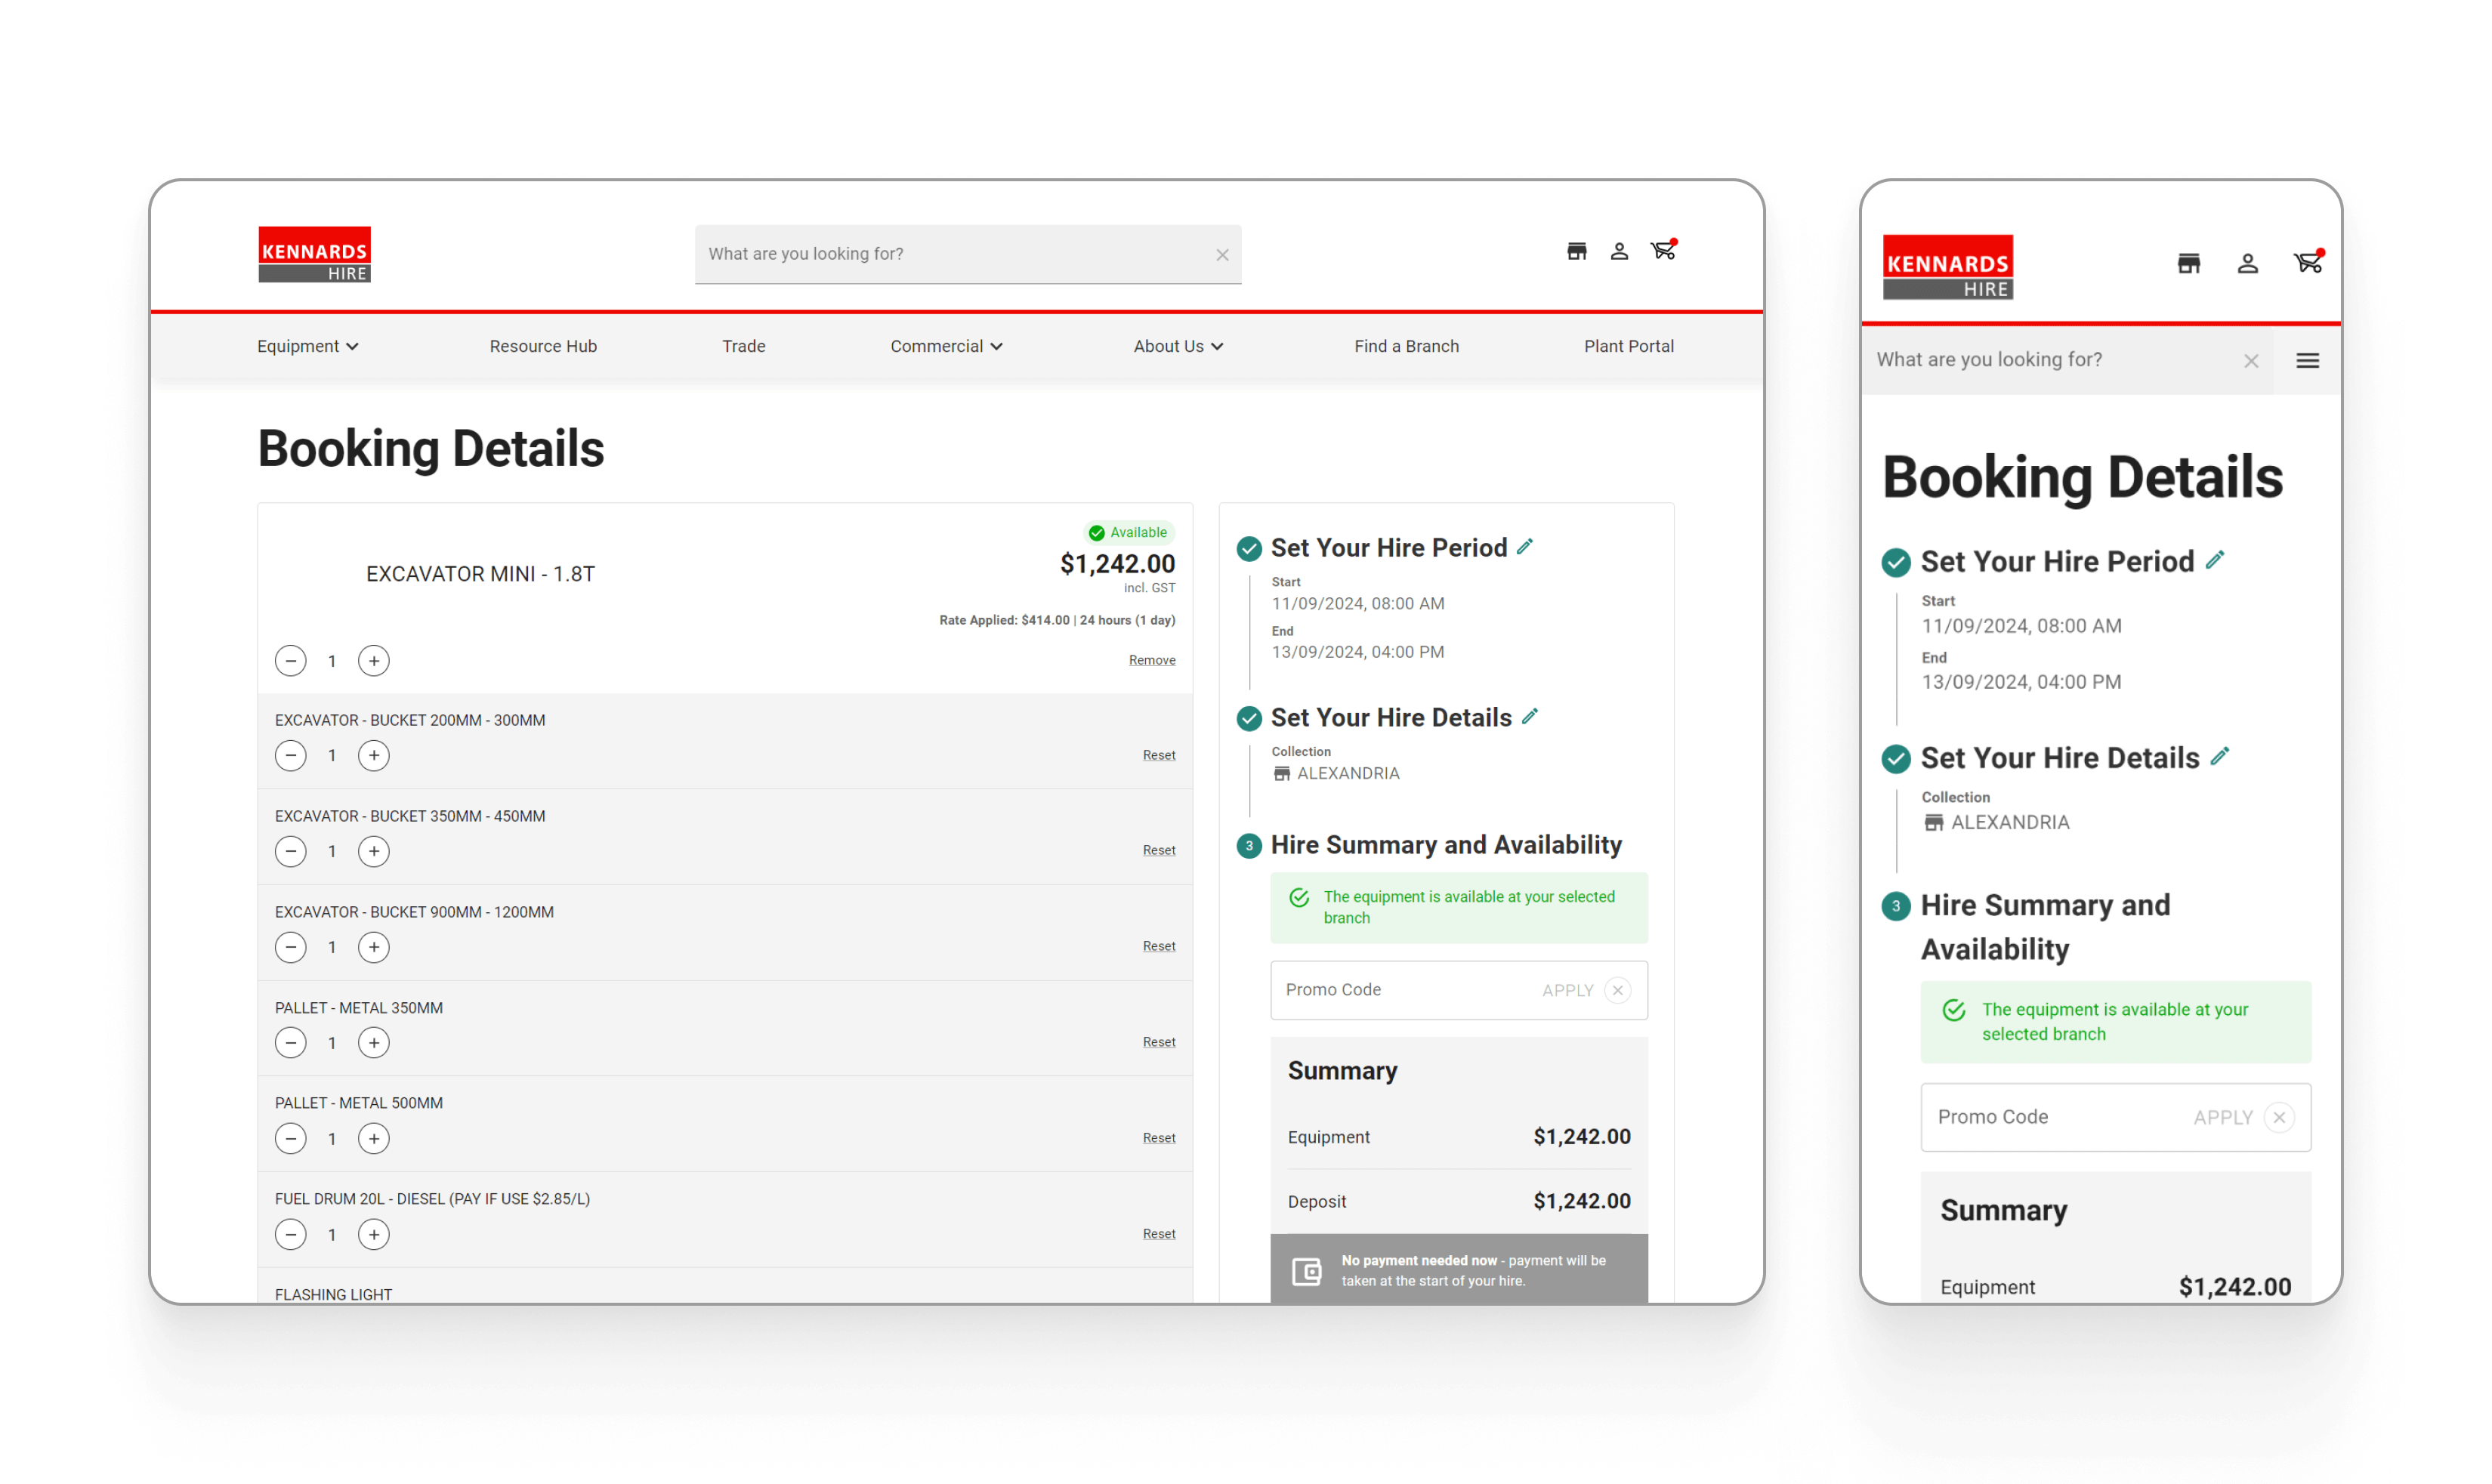 KENNARDS
HIRE
What are you looking for?
Equipment
Resource Hub
Trade
Commercial
About Us
Find a Branch
Plant Portal
Booking Details
Available
EXCAVATOR MINI - 1.8T
$1,242.00
incl. GST
Rate Applied: $414.00 | 24 hours (1 day)
1
Remove
EXCAVATOR - BUCKET 200MM - 300MM
1
Reset
EXCAVATOR - BUCKET 350MM - 450MM
1
Reset
EXCAVATOR - BUCKET 900MM - 1200MM
1
Reset
PALLET - METAL 350MM
1
Reset
PALLET - METAL 500MM
1
Reset
FUEL DRUM 20L - DIESEL (PAY IF USE $2.85/L)
1
Reset
FLASHING LIGHT
Set Your Hire Period
Start
11/09/2024, 08:00 AM
End
13/09/2024, 04:00 PM
Set Your Hire Details
Collection
ALEXANDRIA
3 Hire Summary and Availability
The equipment is available at your selected
branch
Promo Code APPLY
Summary
Equipment $1,242.00
Deposit $1,242.00
No payment needed now - payment will be
taken at the start of your hire.
KENNARDS
HIRE
What are you looking for?
Booking Details
Set Your Hire Period
Start
11/09/2024, 08:00 AM
End
13/09/2024, 04:00 PM
Set Your Hire Details
Collection
ALEXANDRIA
3 Hire Summary and
Availability
The equipment is available at your
selected branch
Promo Code APPLY
Summary
Equipment $1,242.00